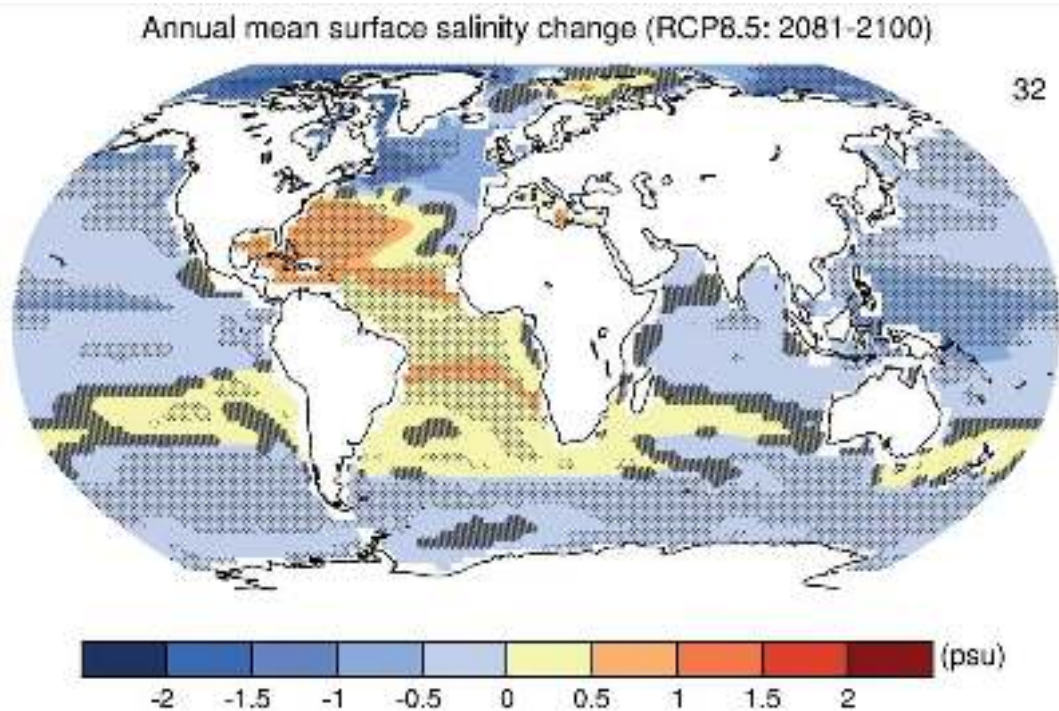 Annual mean surface salinity change (RCP8.5: 2081-2100)
32
(psu)
-2 -1.5 -1 -0.5 0 0.5 1 1.5 2